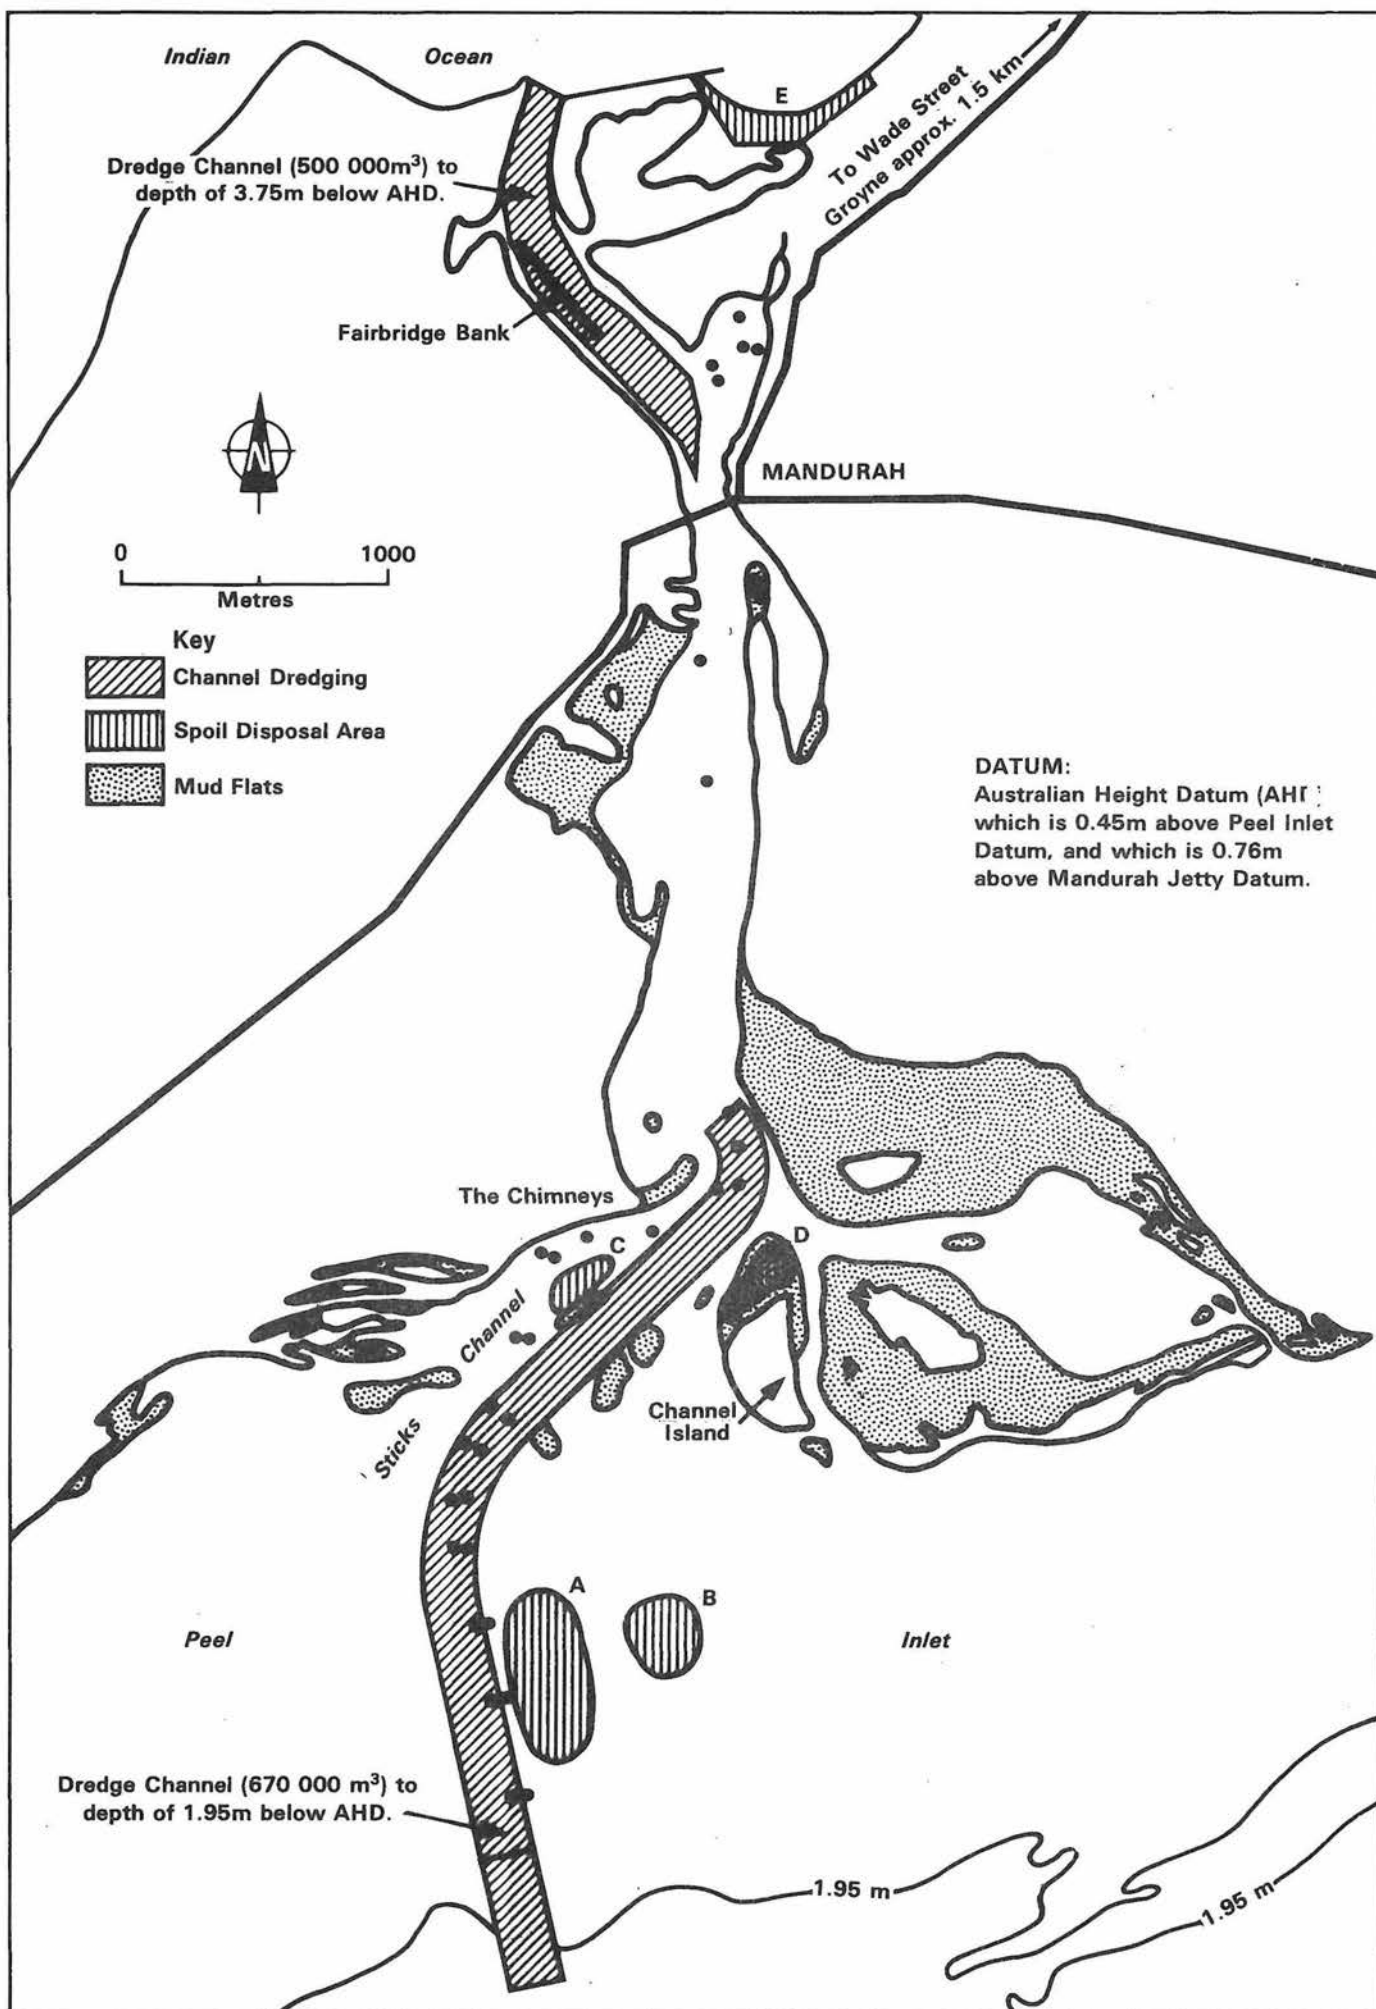 Indian Ocean
E
To Wade Street
Groyne approx. 1.5 km
Dredge Channel (500 000m³) to
depth of 3.75m below AHD.
Fairbridge Bank
N
MANDURAH
0 1000
Metres
Key
Channel Dredging
Spoil Disposal Area
Mud Flats
DATUM:
Australian Height Datum (AHD
which is 0.45m above Peel Inlet
Datum, and which is 0.76m
above Mandurah Jetty Datum.
The Chimneys
C
D
Sticks Channel
Channel
Island
A
B
Peel Inlet
Dredge Channel (670 000 m³) to
depth of 1.95m below AHD.
1.95 m
1.95 m